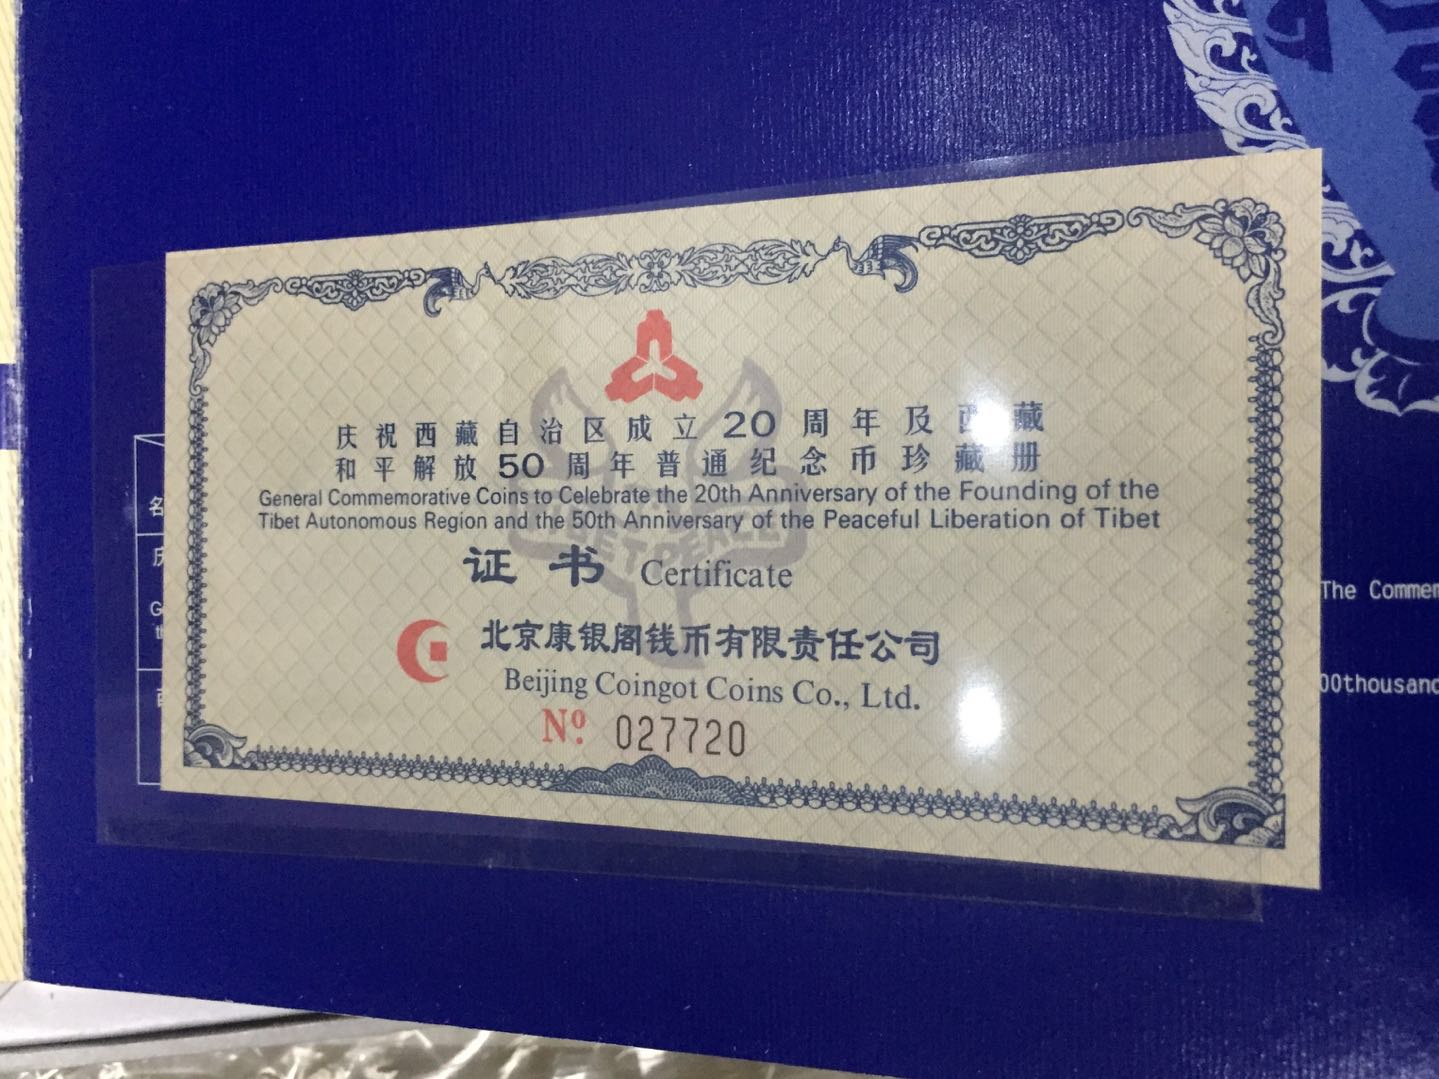 庆祝西藏自治区成立20周年及西藏
和平解放50周年普通纪念币珍藏册
General Commemorative Coins to Celebrate the 20th Anniversary of the Founding of the
Tibet Autonomous Region and the 50th Anniversary of the Peaceful Liberation of Tibet
证书 Certificate
北京康银阁钱币有限责任公司
Beijing Coingot Coins Co., Ltd.
Nº 027720
The Commem
00thousand